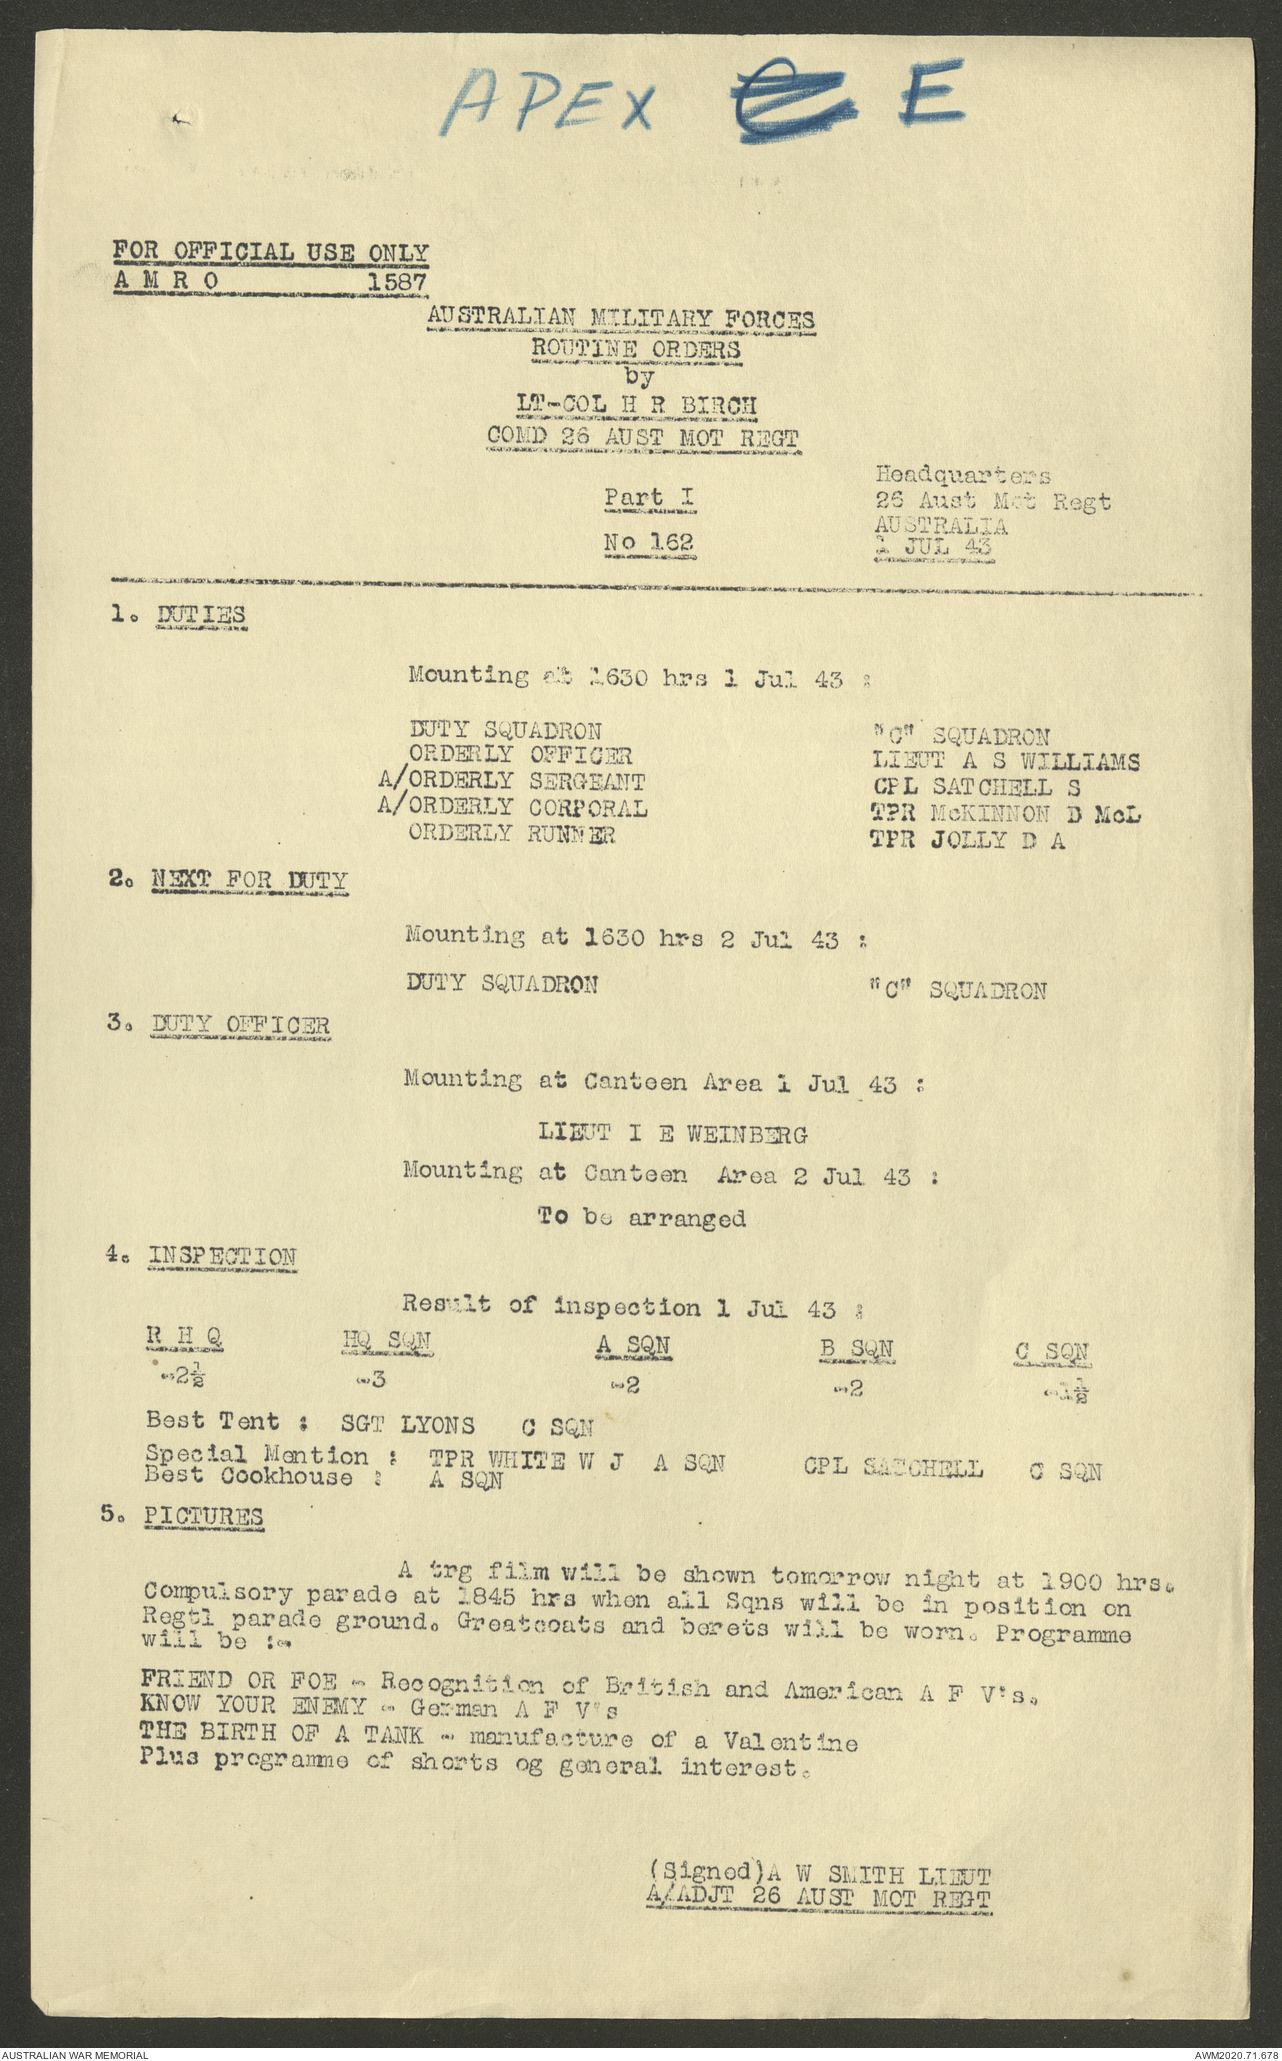 APEX E
FOR OFFICIAL USE ONLY
A M R O 1587
AUSTRALIAN MILITARY FORCES
ROUTINE ORDERS
by
LT-COL H R BIRCH
COMD 26 AUST MOT REGT
Part I
No 162
Headquarters
26 Aust Mot Regt
AUSTRALIA
1 JUL 43
1. DUTIES
Mounting at 1630 hrs 1 Jul 43 :
DUTY SQUADRON "C" SQUADRON
ORDERLY OFFICER LIEUT A S WILLIAMS
A/ORDERLY SERGEANT CPL SATCHELL S
A/ORDERLY CORPORAL TPR McKINNON D McL
ORDERLY RUNNER TPR JOLLY D A
2. NEXT FOR DUTY
Mounting at 1630 hrs 2 Jul 43 :
DUTY SQUADRON "C" SQUADRON
3. DUTY OFFICER
Mounting at Canteen Area 1 Jul 43 :
LIEUT I E WEINBERG
Mounting at Canteen Area 2 Jul 43 :
To be arranged
4. INSPECTION
Result of inspection 1 Jul 43 :
R H Q HQ SQN A SQN B SQN C SQN
-2½ -3 -2 -2 -1½
Best Tent : SGT LYONS C SQN
Special Mention : TPR WHITE W J A SQN CPL SATCHELL C SQN
Best Cookhouse : A SQN
5. PICTURES
A trg film will be shown tomorrow night at 1900 hrs.
Compulsory parade at 1845 hrs when all Sqns will be in position on
Regtl parade ground. Greatcoats and berets will be worn. Programme
will be :-
FRIEND OR FOE - Recognition of British and American A F V's.
KNOW YOUR ENEMY - German A F V's
THE BIRTH OF A TANK - manufacture of a Valentine
Plus programme of shorts og general interest.
(Signed)A W SMITH LIEUT
A/ADJT 26 AUST MOT REGT
AUSTRALIAN WAR MEMORIAL AWM2020.71.678